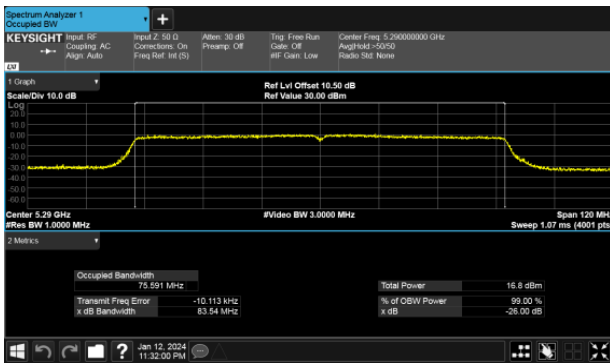 Spectrum Analyzer 1
Occupied BW
+
KEYSIGHT Input: RF Input Z: 50 Ω Atten: 30 dB Trig: Free Run Center Freq: 5.290000000 GHz
Coupling: AC Corrections: On Preamp: Off Gate: Off Avg|Hold:>50/50
Align: Auto Freq Ref: Int (S) #IF Gain: Low Radio Std: None
LXI
1 Graph
Ref Lvl Offset 10.50 dB
Scale/Div 10.0 dB Ref Value 30.00 dBm
Log
20.0
10.0
0.00
-10.0
-20.0
-30.0
-40.0
-50.0
-60.0
Center 5.29 GHz #Video BW 3.0000 MHz Span 120 MHz
#Res BW 1.0000 MHz Sweep 1.07 ms (4001 pts)
2 Metrics
Occupied Bandwidth
75.591 MHz Total Power 16.8 dBm
Transmit Freq Error -10.113 kHz % of OBW Power 99.00 %
x dB Bandwidth 83.54 MHz x dB -26.00 dB
? Jan 12, 2024
11:32:00 PM